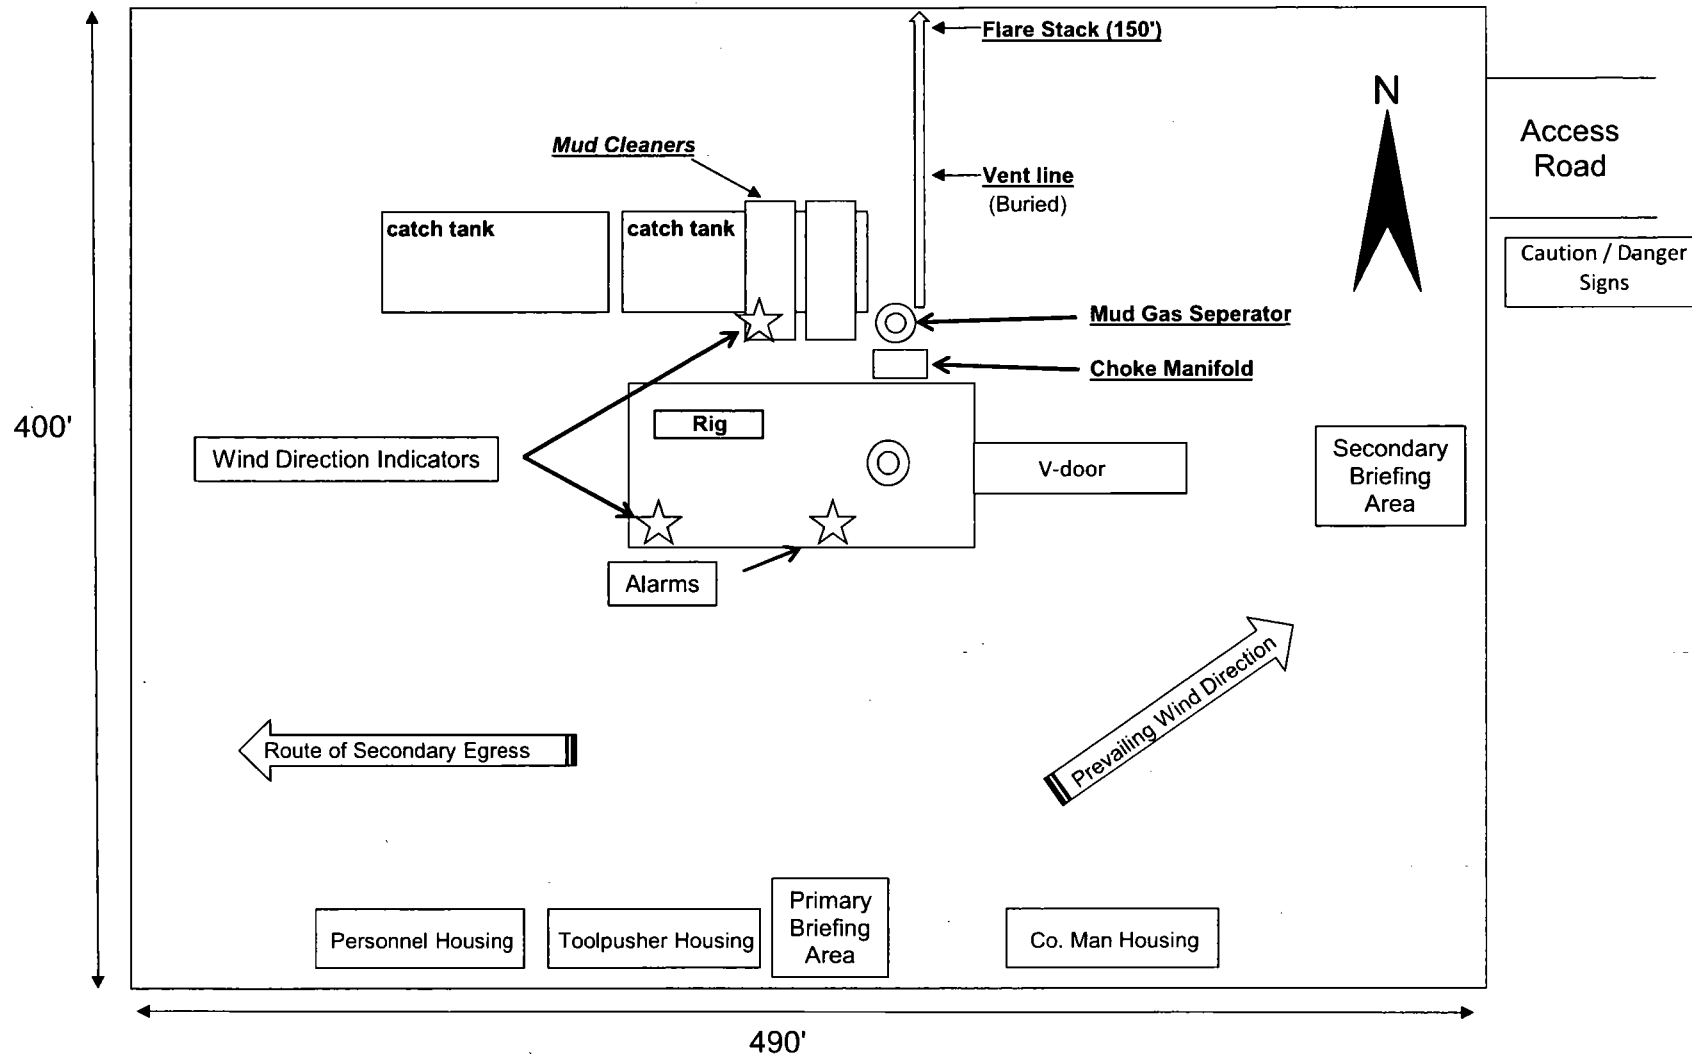 Flare Stack (150')
N
Access
Road
Mud Cleaners
Vent line
(Buried)
catch tank
catch tank
Caution / Danger
Signs
Mud Gas Seperator
Choke Manifold
400'
Rig
Wind Direction Indicators
V-door
Secondary
Briefing
Area
Alarms
Prevailing Wind Direction
Route of Secondary Egress
Personnel Housing
Toolpusher Housing
Primary
Briefing
Area
Co. Man Housing
490'